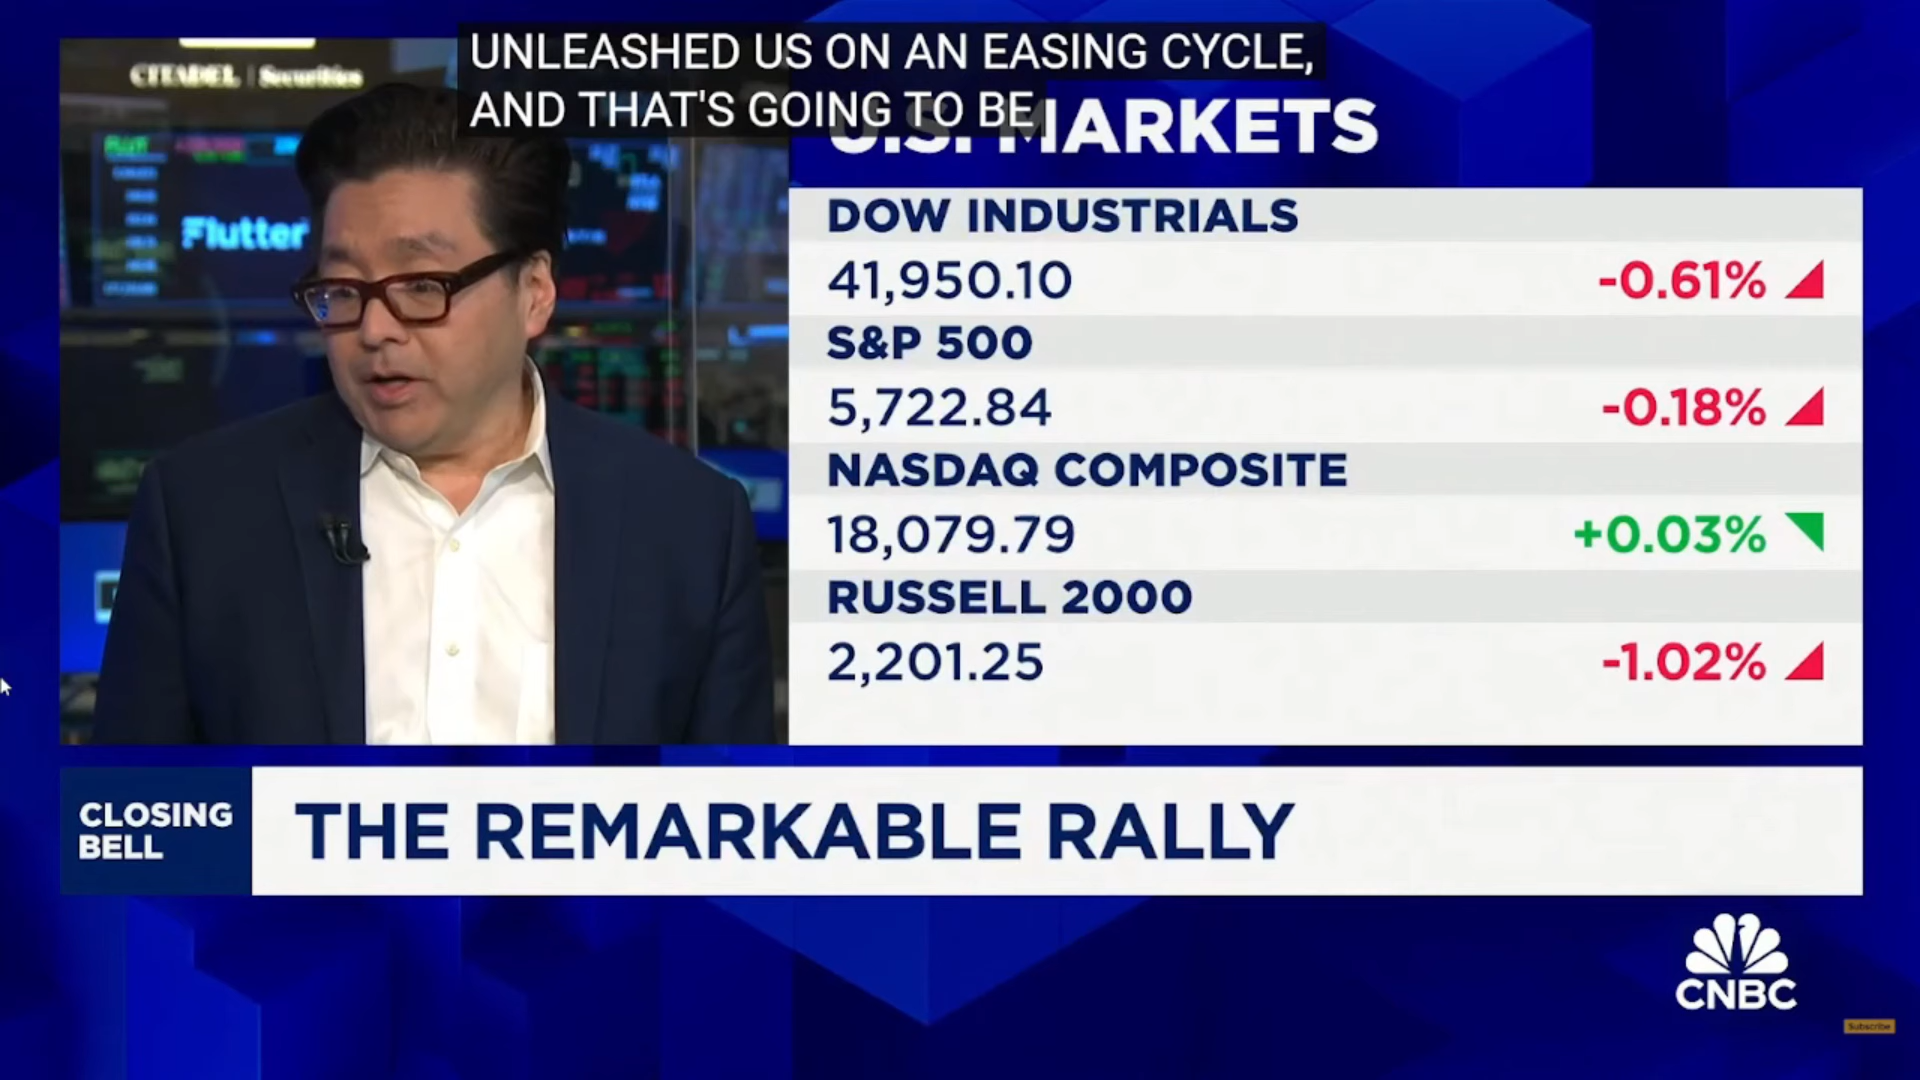 UNLEASHED US ON AN EASING CYCLE,
AND THAT'S GOING TO BE
CITADEL | Securities
Flutter
U.S. MARKETS
DOW INDUSTRIALS
41,950.10 -0.61%
S&P 500
5,722.84 -0.18%
NASDAQ COMPOSITE
18,079.79 +0.03%
RUSSELL 2000
2,201.25 -1.02%
CLOSING
BELL
THE REMARKABLE RALLY
CNBC
Subscribe